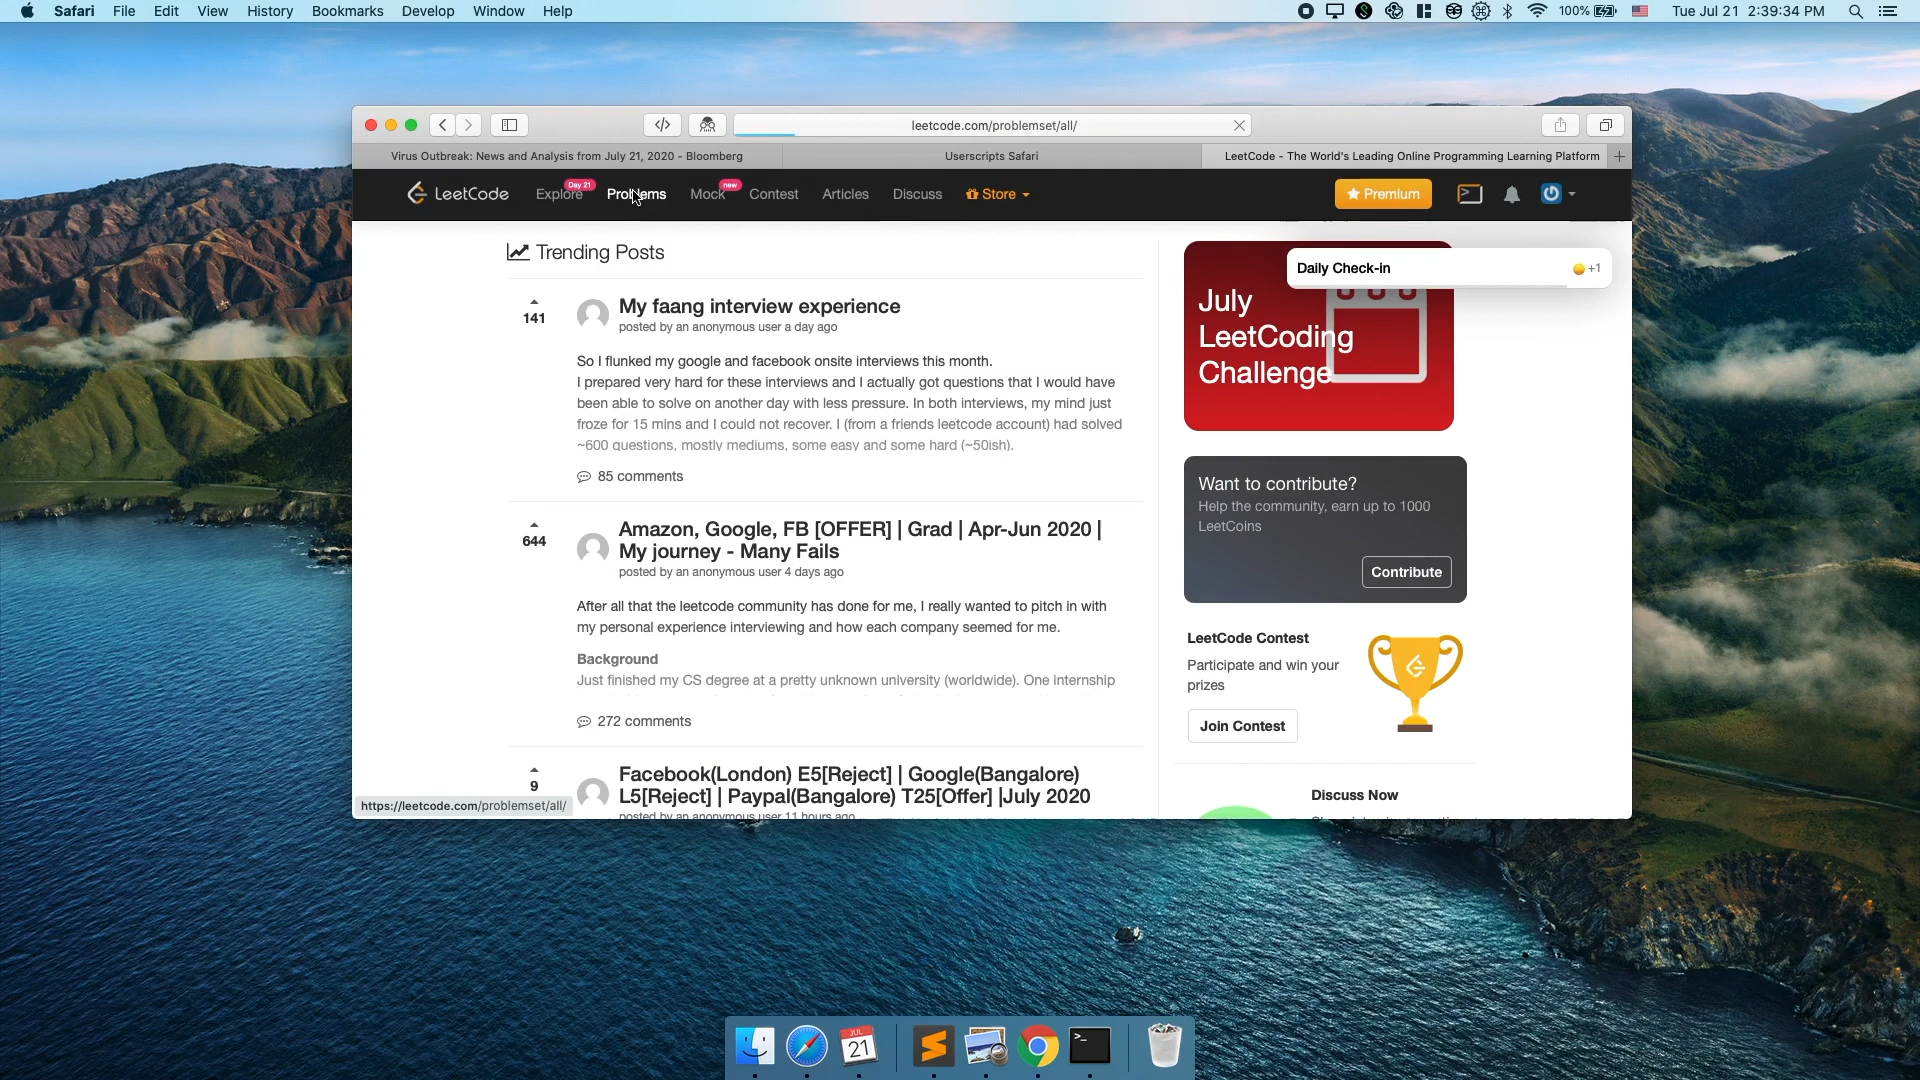 Safari File Edit View History Bookmarks Develop Window Help
100%
Tue Jul 21 2:39:34 PM
leetcode.com/problemset/all/
Virus Outbreak: News and Analysis from July 21, 2020 - Bloomberg
Userscripts Safari
LeetCode - The World's Leading Online Programming Learning Platform
LeetCode
Explore
Day 21
Problems
Mock
new
Contest
Articles
Discuss
Store
Premium
Trending Posts
141
My faang interview experience
posted by an anonymous user a day ago
So I flunked my google and facebook onsite interviews this month.
I prepared very hard for these interviews and I actually got questions that I would have
been able to solve on another day with less pressure. In both interviews, my mind just
froze for 15 mins and I could not recover. I (from a friends leetcode account) had solved
~600 questions, mostly mediums, some easy and some hard (~50ish).
85 comments
644
Amazon, Google, FB [OFFER] | Grad | Apr-Jun 2020 |
My journey - Many Fails
posted by an anonymous user 4 days ago
After all that the leetcode community has done for me, I really wanted to pitch in with
my personal experience interviewing and how each company seemed for me.
Background
Just finished my CS degree at a pretty unknown university (worldwide). One internship
272 comments
9
Facebook(London) E5[Reject] | Google(Bangalore)
L5[Reject] | Paypal(Bangalore) T25[Offer] |July 2020
posted by an anonymous user 11 hours ago
https://leetcode.com/problemset/all/
Daily Check-in
+1
July
LeetCoding
Challenge
Want to contribute?
Help the community, earn up to 1000
LeetCoins
Contribute
LeetCode Contest
Participate and win your
prizes
Join Contest
Discuss Now
JUL
21